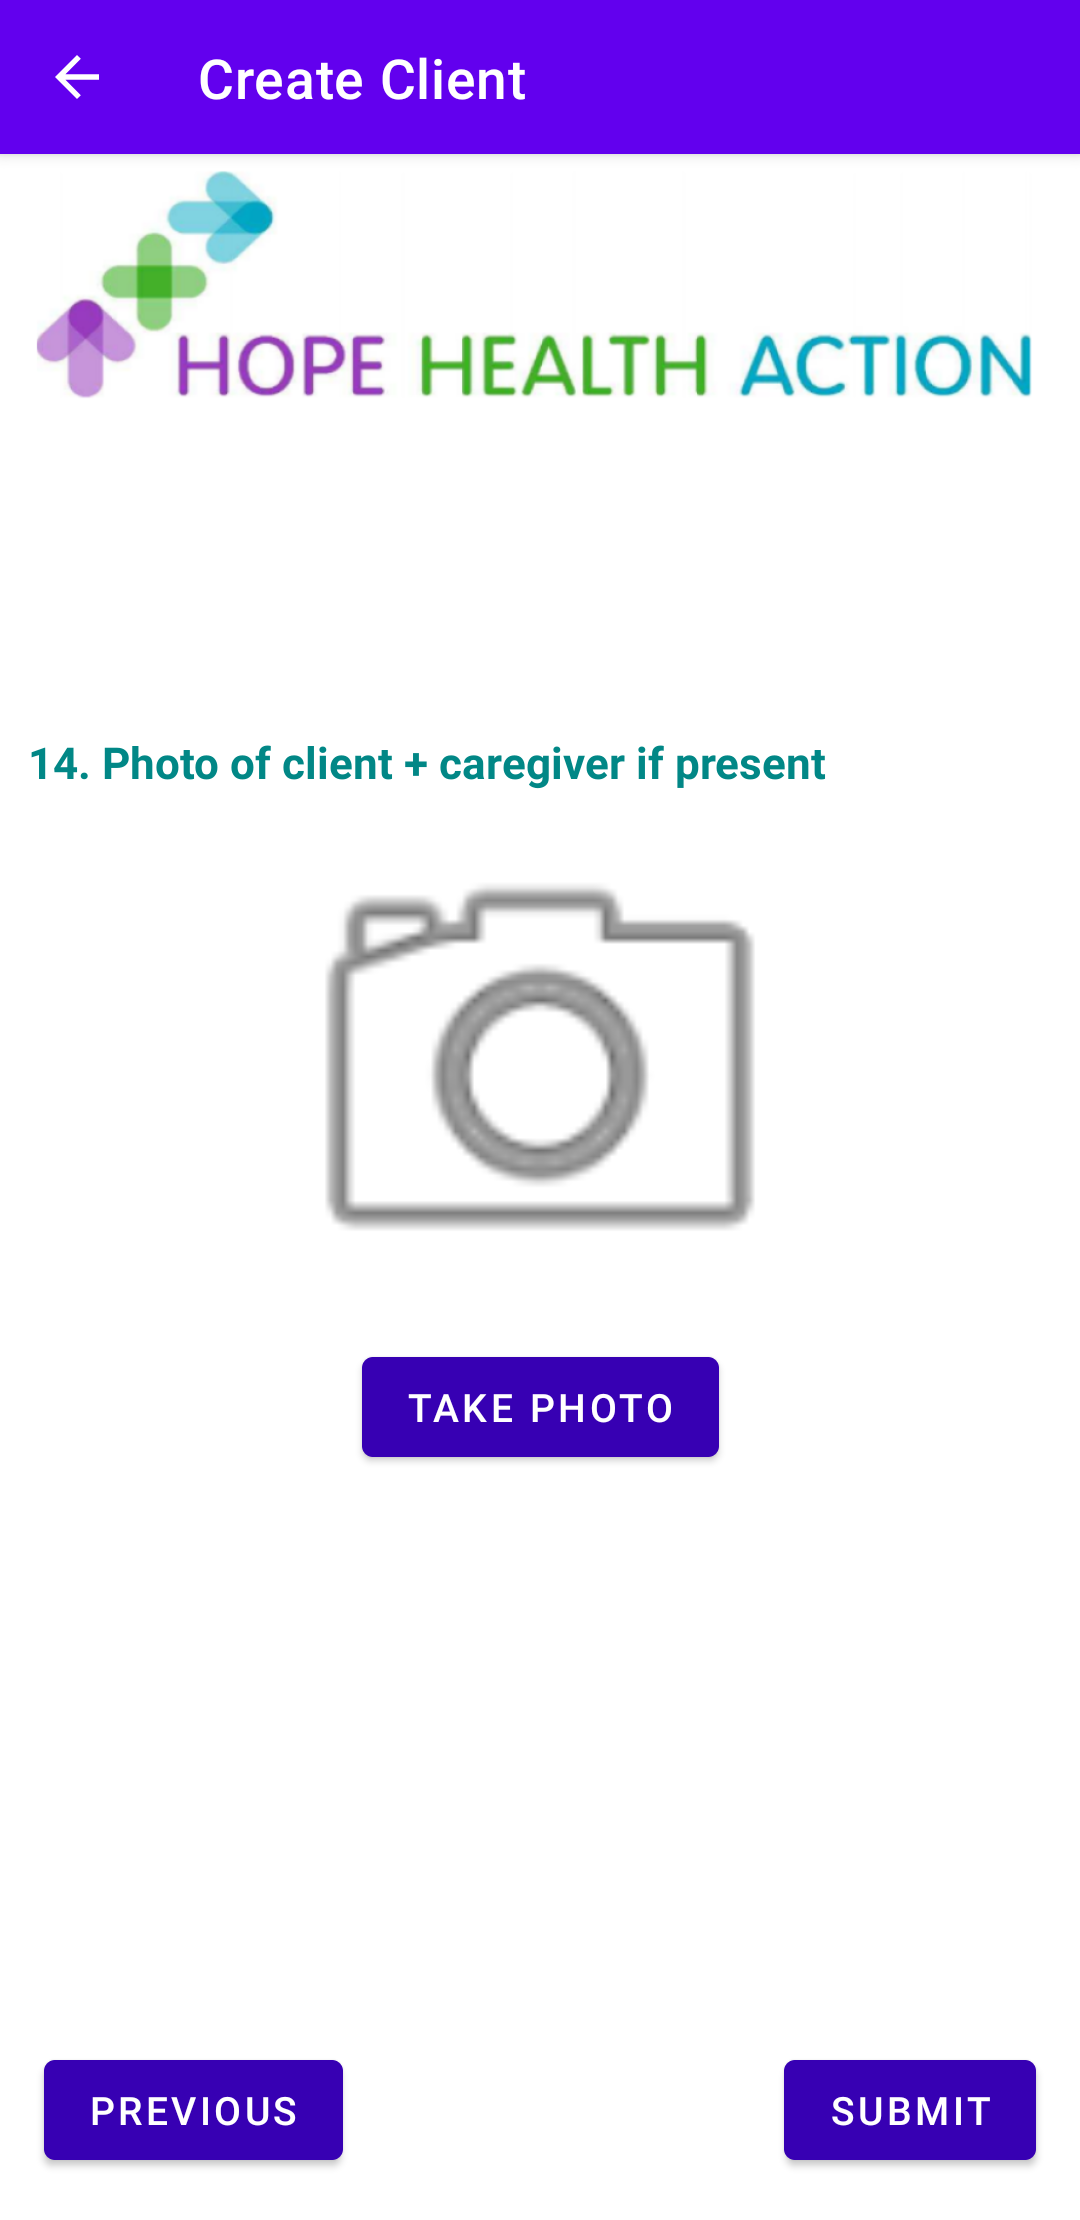 Create Client
HOPE HEALTH ACTION
14. Photo of client + caregiver if present
TAKE PHOTO
PREVIOUS
SUBMIT